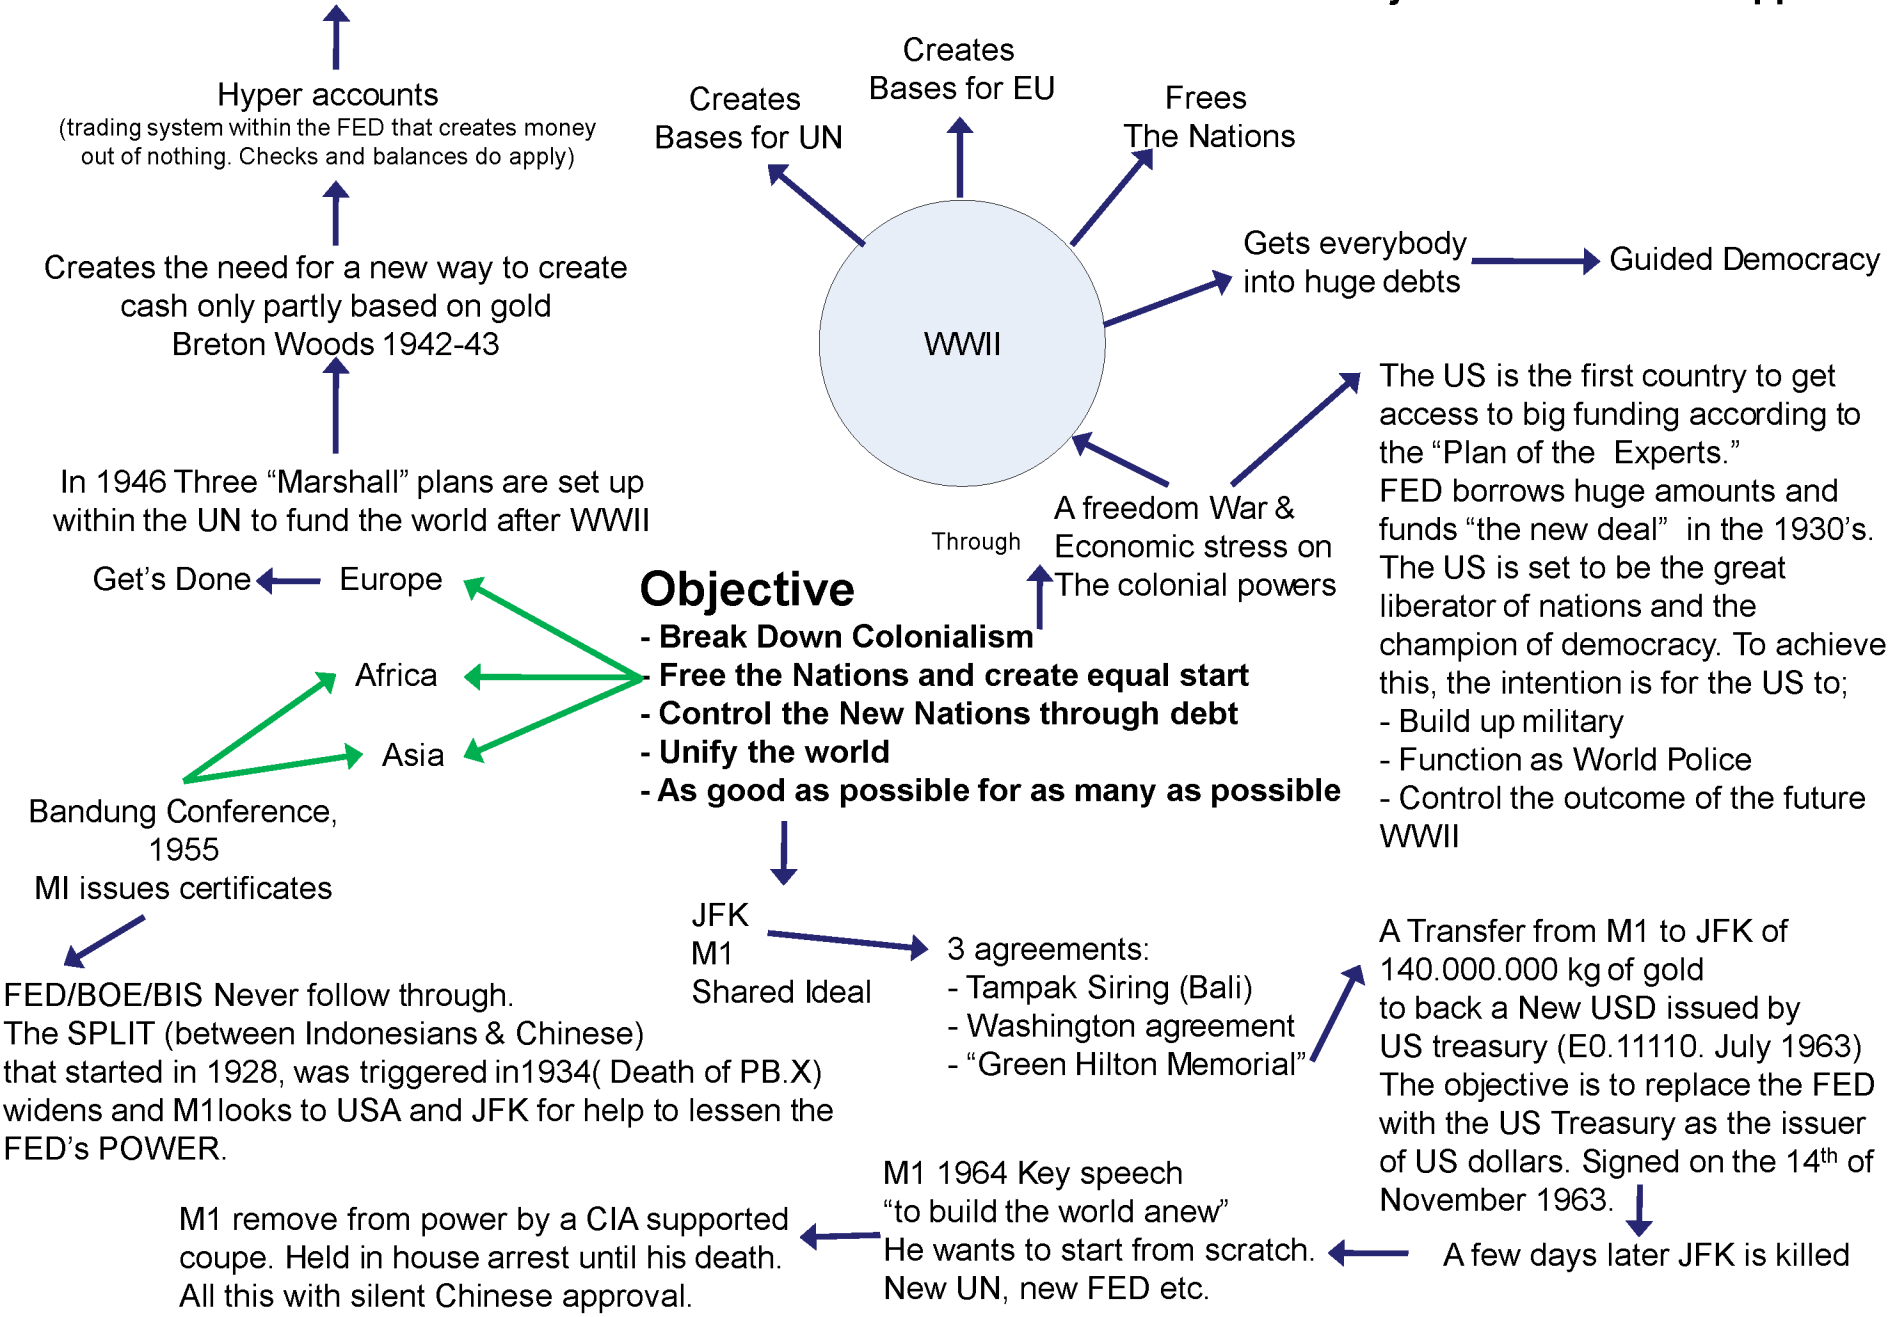 Hyper accounts
(trading system within the FED that creates money
out of nothing. Checks and balances do apply)
Creates the need for a new way to create
cash only partly based on gold
Breton Woods 1942-43
In 1946 Three “Marshall” plans are set up
within the UN to fund the world after WWII
Get’s Done
Europe
Africa
Asia
Bandung Conference,
1955
MI issues certificates
FED/BOE/BIS Never follow through.
The SPLIT (between Indonesians & Chinese)
that started in 1928, was triggered in1934( Death of PB.X)
widens and M1looks to USA and JFK for help to lessen the
FED’s POWER.
Creates
Bases for UN
Creates
Bases for EU
Frees
The Nations
Gets everybody
into huge debts
Guided Democracy
WWII
Through
A freedom War &
Economic stress on
The colonial powers
Objective
- Break Down Colonialism
- Free the Nations and create equal start
- Control the New Nations through debt
- Unify the world
- As good as possible for as many as possible
The US is the first country to get
access to big funding according to
the “Plan of the Experts.”
FED borrows huge amounts and
funds “the new deal” in the 1930’s.
The US is set to be the great
liberator of nations and the
champion of democracy. To achieve
this, the intention is for the US to;
- Build up military
- Function as World Police
- Control the outcome of the future
WWII
JFK
M1
Shared Ideal
3 agreements:
- Tampak Siring (Bali)
- Washington agreement
- “Green Hilton Memorial”
A Transfer from M1 to JFK of
140.000.000 kg of gold
to back a New USD issued by
US treasury (E0.11110. July 1963)
The objective is to replace the FED
with the US Treasury as the issuer
of US dollars. Signed on the 14th of
November 1963.
A few days later JFK is killed
M1 1964 Key speech
“to build the world anew”
He wants to start from scratch.
New UN, new FED etc.
M1 remove from power by a CIA supported
coupe. Held in house arrest until his death.
All this with silent Chinese approval.